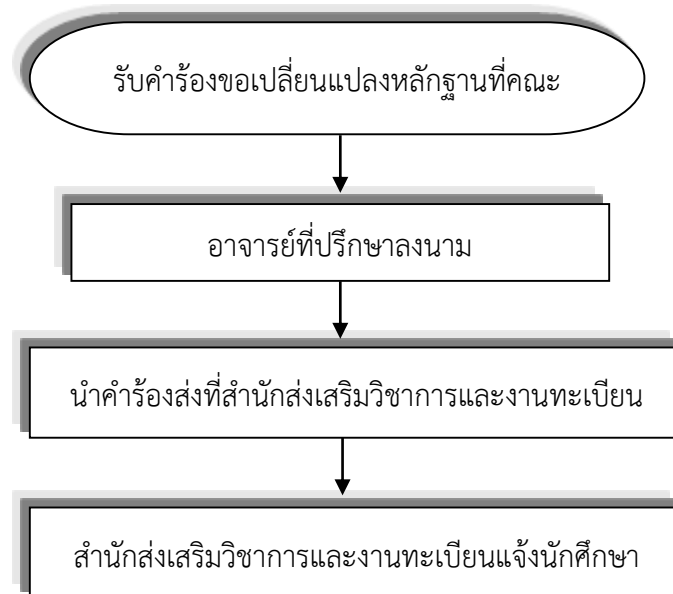 รับคำร้องขอเปลี่ยนแปลงหลักฐานที่คณะ
อาจารย์ที่ปรึกษาลงนาม
นำคำร้องส่งที่สำนักส่งเสริมวิชาการและงานทะเบียน
สำนักส่งเสริมวิชาการและงานทะเบียนแจ้งนักศึกษา